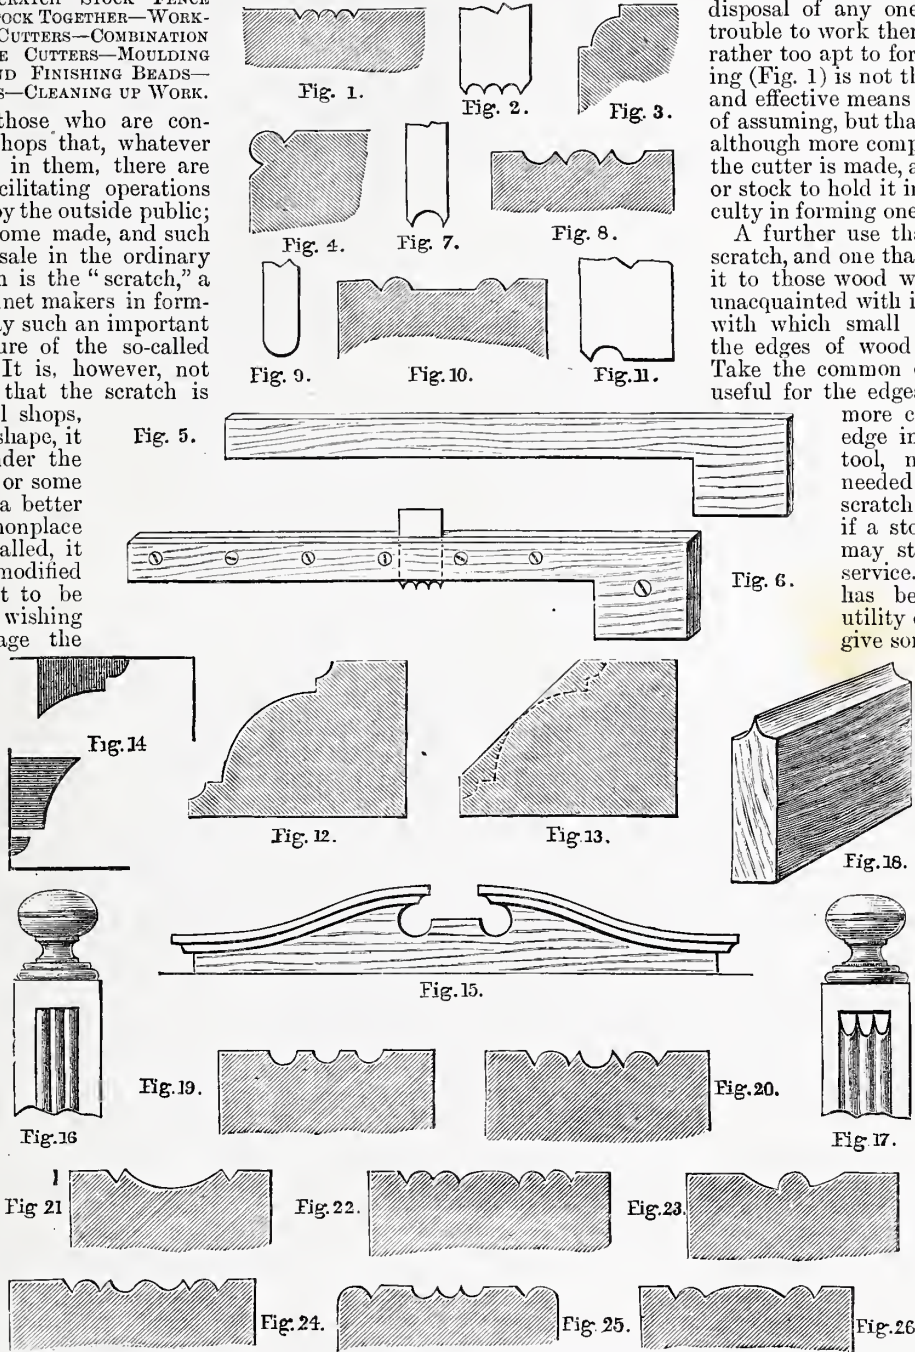 SCRATCH STOCK FENCE
OCK TOGETHER—WORK-
CUTTERS—COMBINATION
E CUTTERS—MOULDING
ND FINISHING BEADS—
S—CLEANING UP WORK.
those who are con-
hops that, whatever
in them, there are
cilitating operations
by the outside public;
ome made, and such
sale in the ordinary
h is the "scratch," a
net makers in form-
y such an important
ure of the so-called
It is, however, not
that the scratch is
l shops,
shape, it
der the
or some
a better
nonplace
alled, it
modified
t to be
wishing
age the
disposal of any one
trouble to work them
rather too apt to for
ing (Fig. 1) is not th
and effective means
of assuming, but tha
although more comp
the cutter is made, a
or stock to hold it in
culty in forming one
A further use tha
scratch, and one tha
it to those wood w
unacquainted with i
with which small
the edges of wood
Take the common
useful for the edges
more c
edge in
tool, n
needed
scratch
if a sto
may st
service.
has be
utility
give son
Fig. 1.
Fig. 2.
Fig. 3.
Fig. 4.
Fig. 7.
Fig. 8.
Fig. 9.
Fig. 10.
Fig. 11.
Fig. 5.
Fig. 6.
Fig. 14
Fig. 12.
Fig. 13.
Fig. 18.
Fig. 15.
Fig. 16
Fig. 19.
Fig. 20.
Fig. 17.
Fig 21
Fig. 22.
Fig. 23.
Fig. 24.
Fig. 25.
Fig. 26